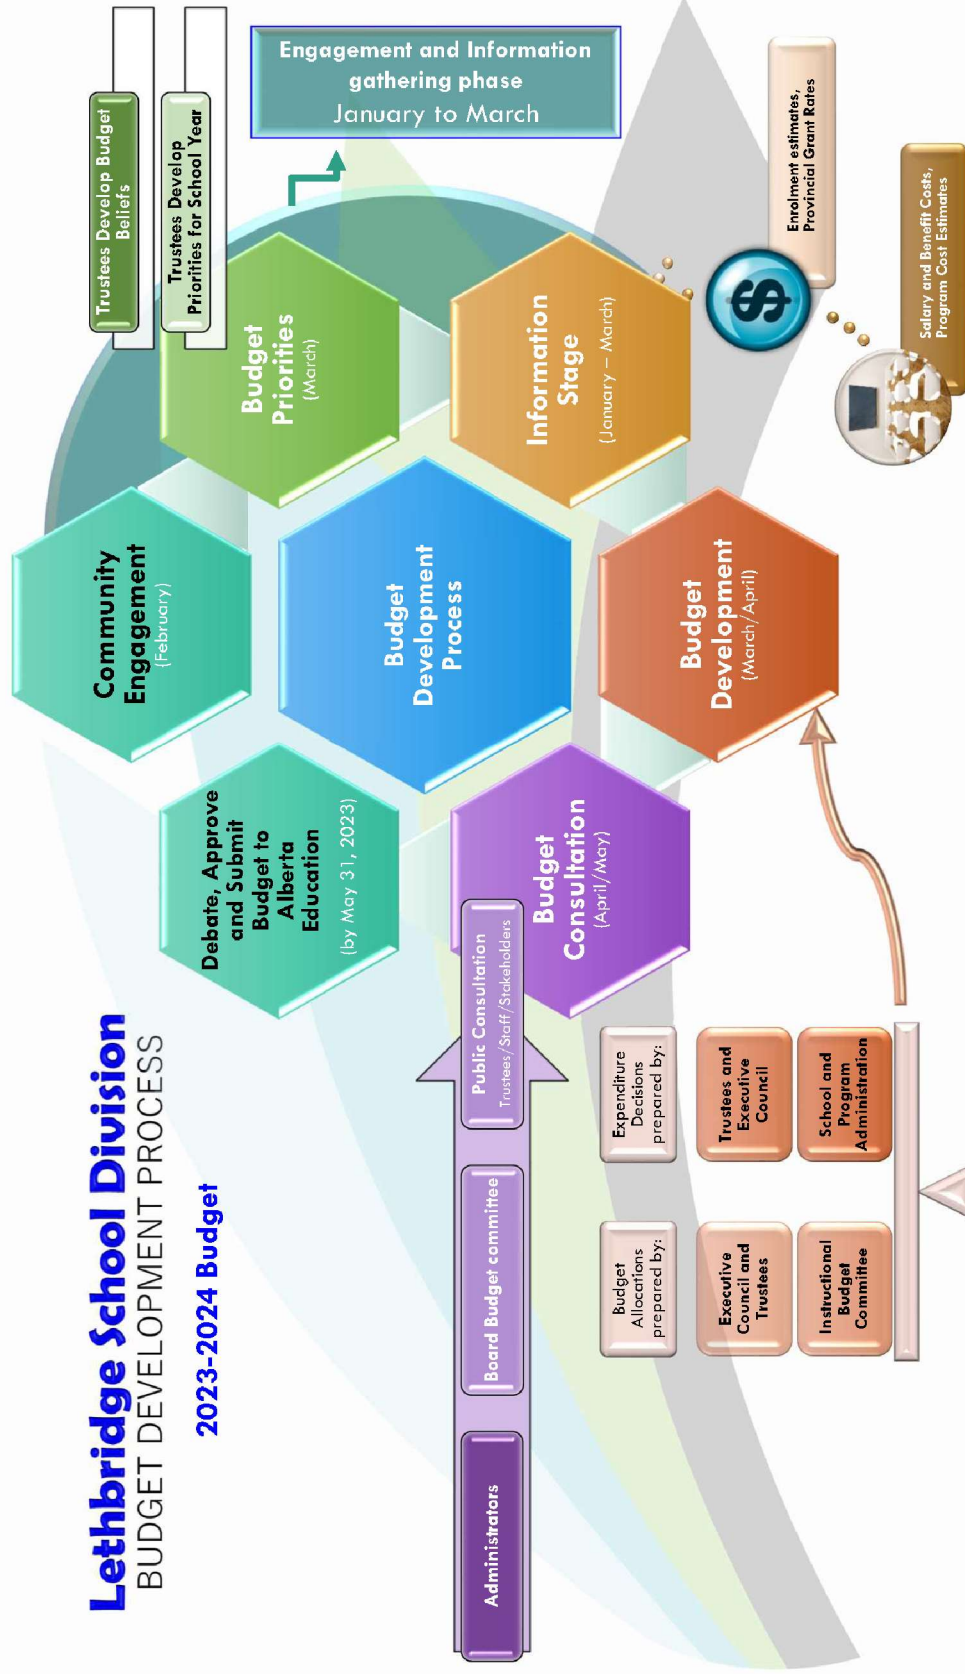 Lethbridge School Division
BUDGET DEVELOPMENT PROCESS
2023-2024 Budget
Community
Engagement
(February)
Debate, Approve
and Submit
Budget to
Alberta
Education
(by May 31, 2023)
Budget
Priorities
(March)
Trustees Develop Budget
Beliefs
Trustees Develop
Priorities for School Year
Engagement and Information
gathering phase
January to March
Budget
Development
Process
Information
Stage
(January – March)
Budget
Consultation
(April/May)
Administrators
Board Budget committee
Public Consultation
Trustees/Staff/Stakeholders
Budget
Development
(March/April)
$
Enrolment estimates,
Provincial Grant Rates
Salary and Benefit Costs,
Program Cost Estimates
Budget
Allocations
prepared by:
Executive
Council and
Trustees
Instructional
Budget
Committee
Expenditure
Decisions
prepared by:
Trustees and
Executive
Council
School and
Program
Administration